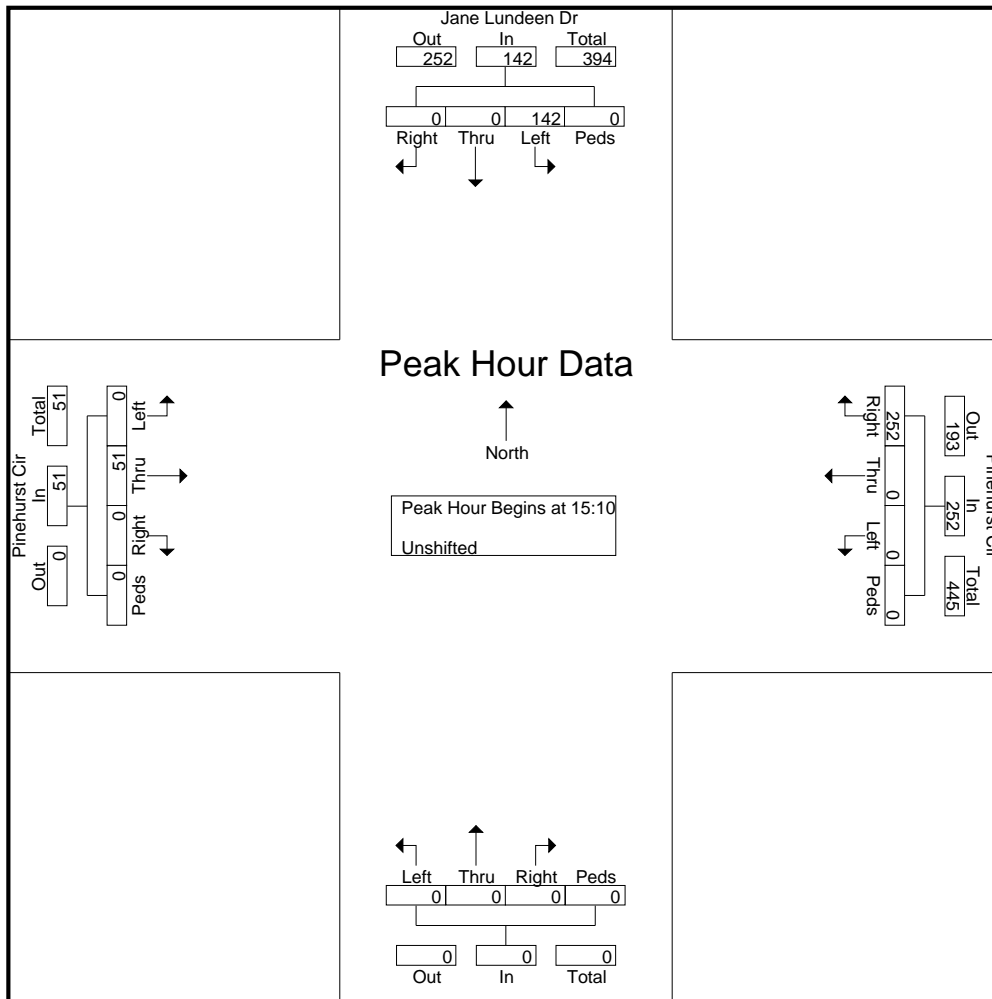 Jane Lundeen Dr
Out In Total
252 142 394
0 0 142 0
Right Thru Left Peds
Peak Hour Data
North
Peak Hour Begins at 15:10
Unshifted
Pinehurst Cir
Total In Out
51 51 0
0 51 0 0
Left Thru Right Peds
Right Thru Left Peds
252 0 0 0
Out In Total
193 252 445
Pinehurst Cir
Left Thru Right Peds
0 0 0 0
0 0 0
Out In Total